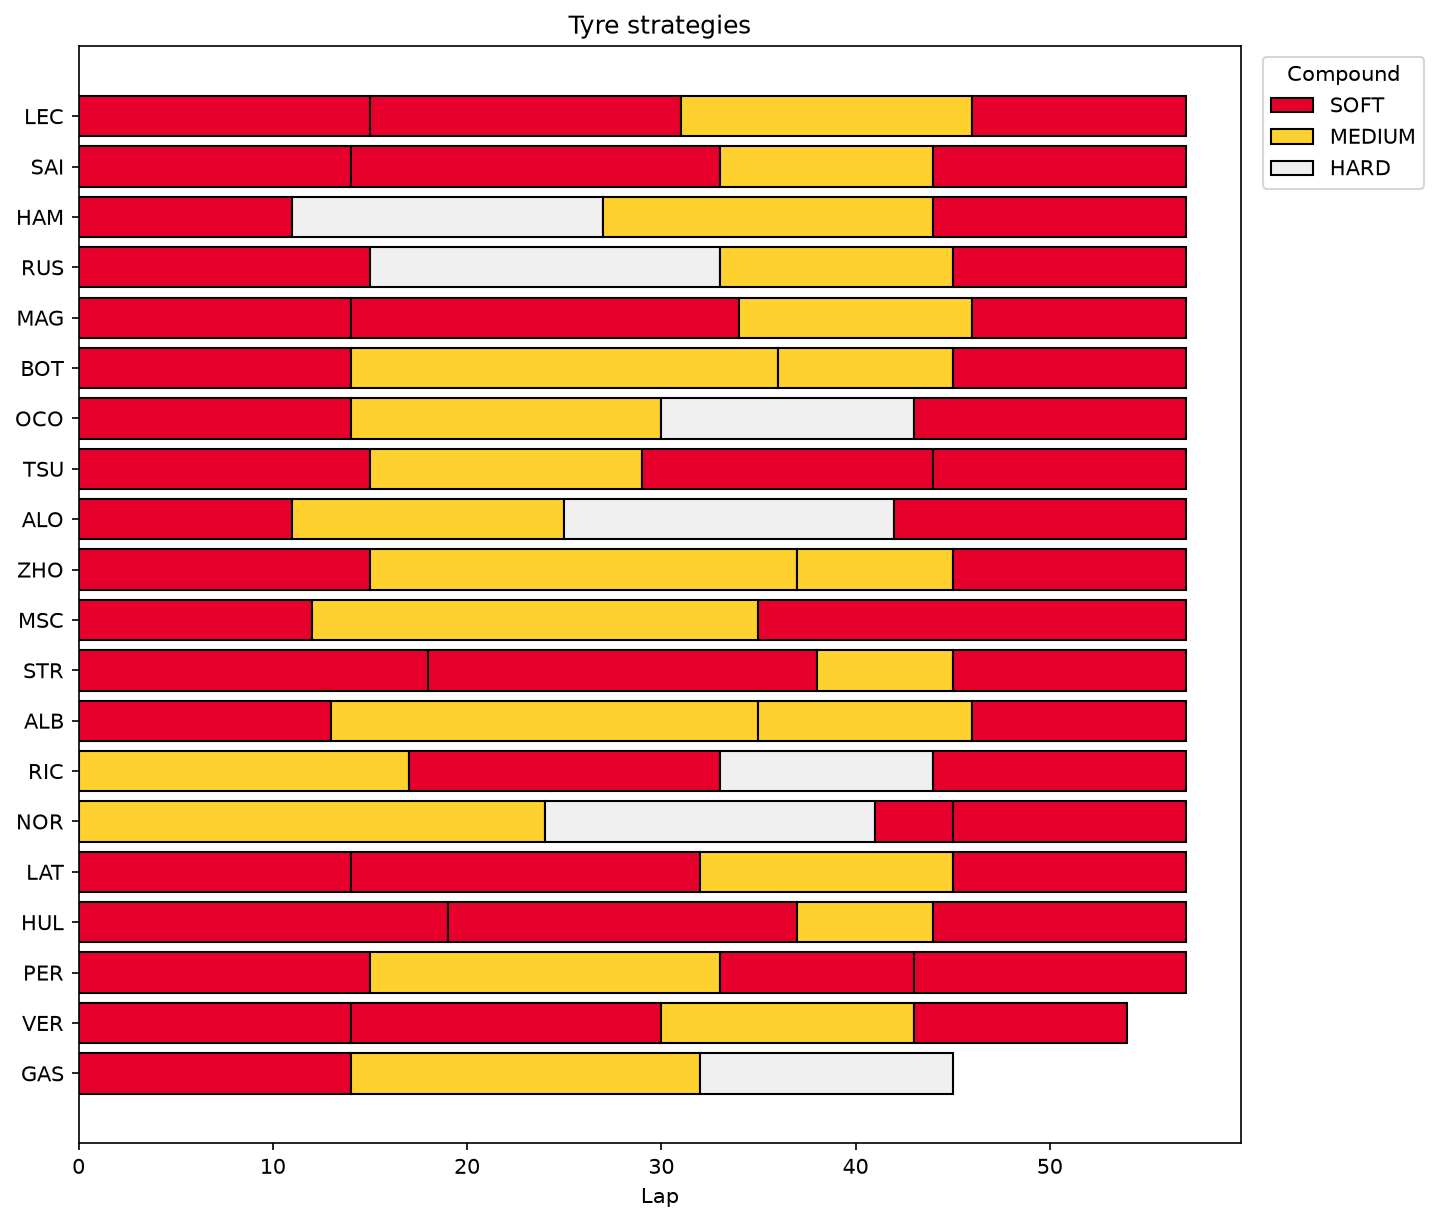 Tyre strategies
Compound
SOFT
MEDIUM
HARD
LEC
SAI
HAM
RUS
MAG
BOT
OCO
TSU
ALO
ZHO
MSC
STR
ALB
RIC
NOR
LAT
HUL
PER
VER
GAS
0 10 20 30 40 50
Lap